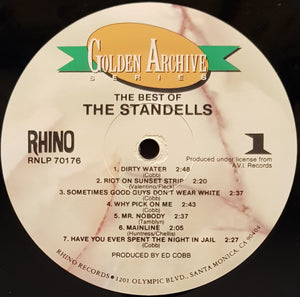 GOLDEN ARCHIVE
SERIES
THE BEST OF
THE STANDELLS
RHINO
RNLP 70176
1
Produced under license from
A.V.I. Records
1. DIRTY WATER 2:48
(Cobb)
2. RIOT ON SUNSET STRIP 2:20
(Valentino/Fleck)
3. SOMETIMES GOOD GUYS DON'T WEAR WHITE 2:23
(Cobb)
4. WHY PICK ON ME 2:42
(Cobb)
5. MR. NOBODY 2:37
(Tamblyn)
6. MAINLINE 2:05
(Huntress/Chellis)
7. HAVE YOU EVER SPENT THE NIGHT IN JAIL 2:27
(Cobb)
PRODUCED BY ED COBB
RHINO RECORDS • 1201 OLYMPIC BLVD., SANTA MONICA, CA 90404